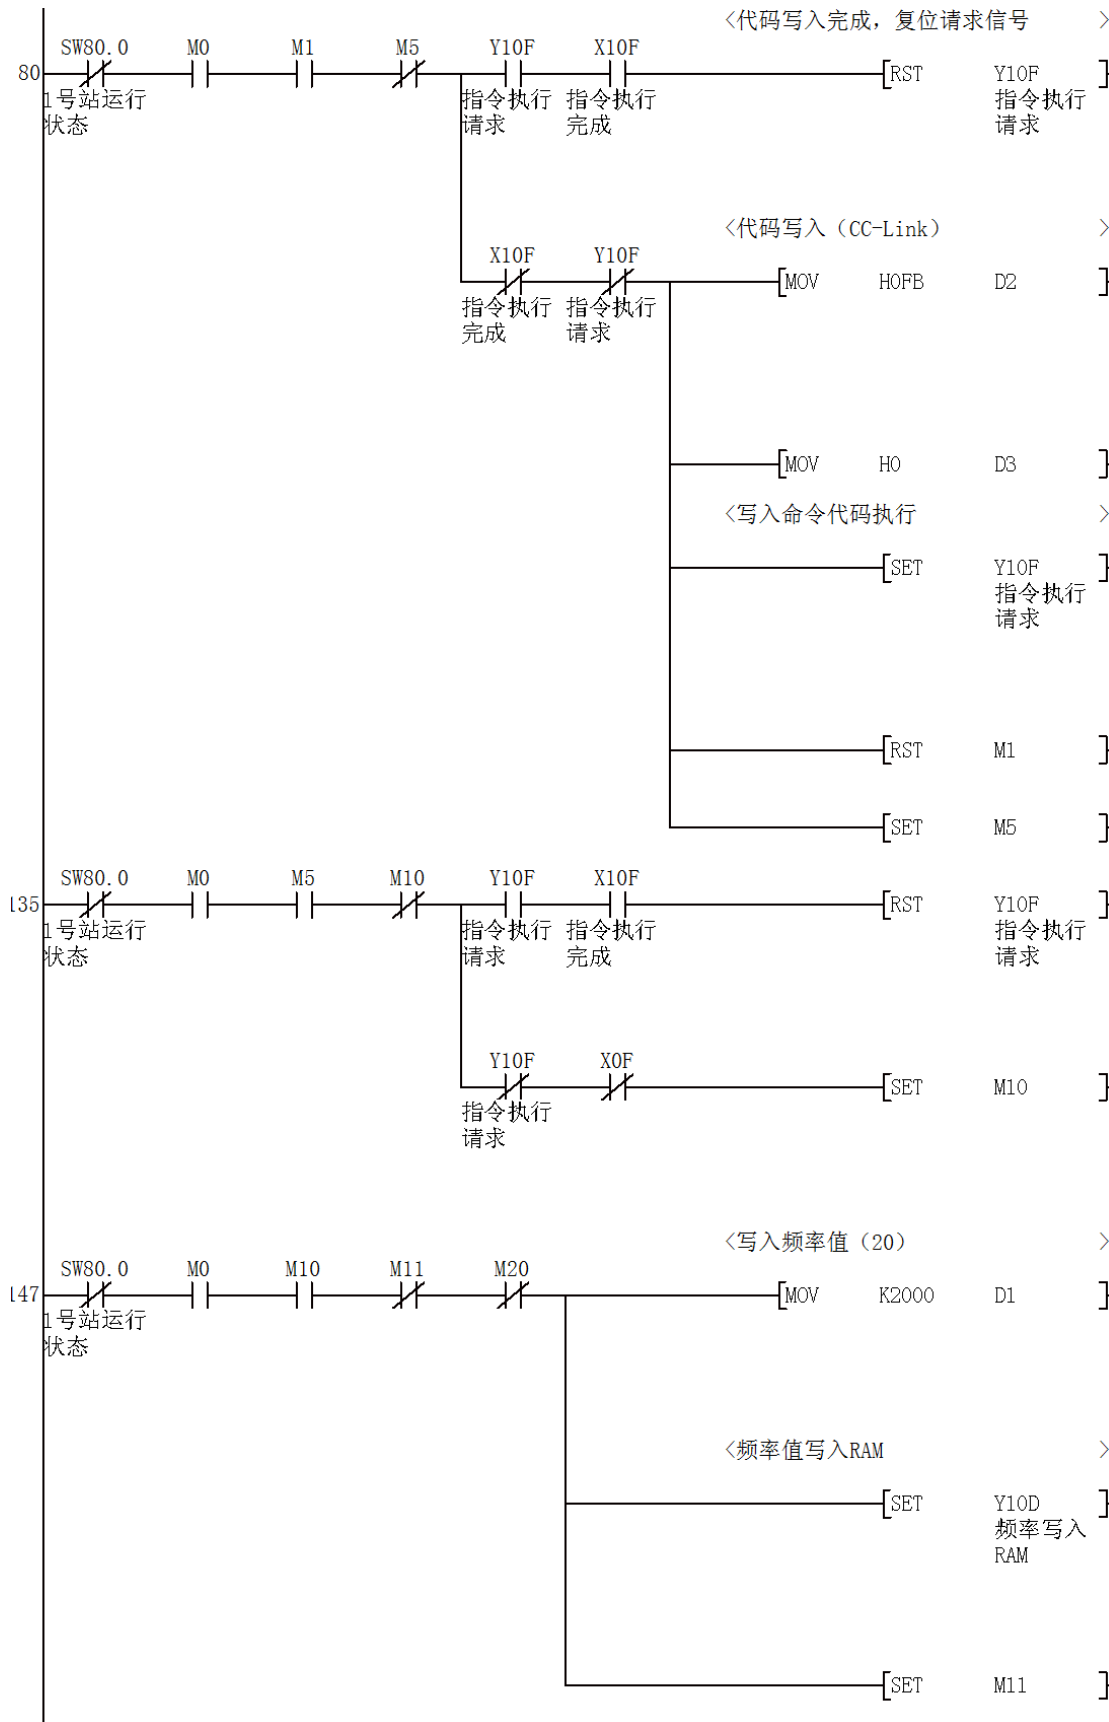 <代码写入完成，复位请求信号 >
SW80.0 M0 M1 M5 Y10F X10F
80 [RST Y10F ]
1号站运行 指令执行 指令执行 指令执行
状态 请求 完成 请求
<代码写入（CC-Link） >
X10F Y10F
[MOV H0FB D2 ]
指令执行 指令执行
完成 请求
[MOV H0 D3 ]
<写入命令代码执行 >
[SET Y10F ]
指令执行
请求
[RST M1 ]
[SET M5 ]
SW80.0 M0 M5 M10 Y10F X10F
135 [RST Y10F ]
1号站运行 指令执行 指令执行 指令执行
状态 请求 完成 请求
Y10F X0F
[SET M10 ]
指令执行
请求
<写入频率值（20） >
SW80.0 M0 M10 M11 M20
147 [MOV K2000 D1 ]
1号站运行
状态
<频率值写入RAM >
[SET Y10D ]
频率写入
RAM
[SET M11 ]